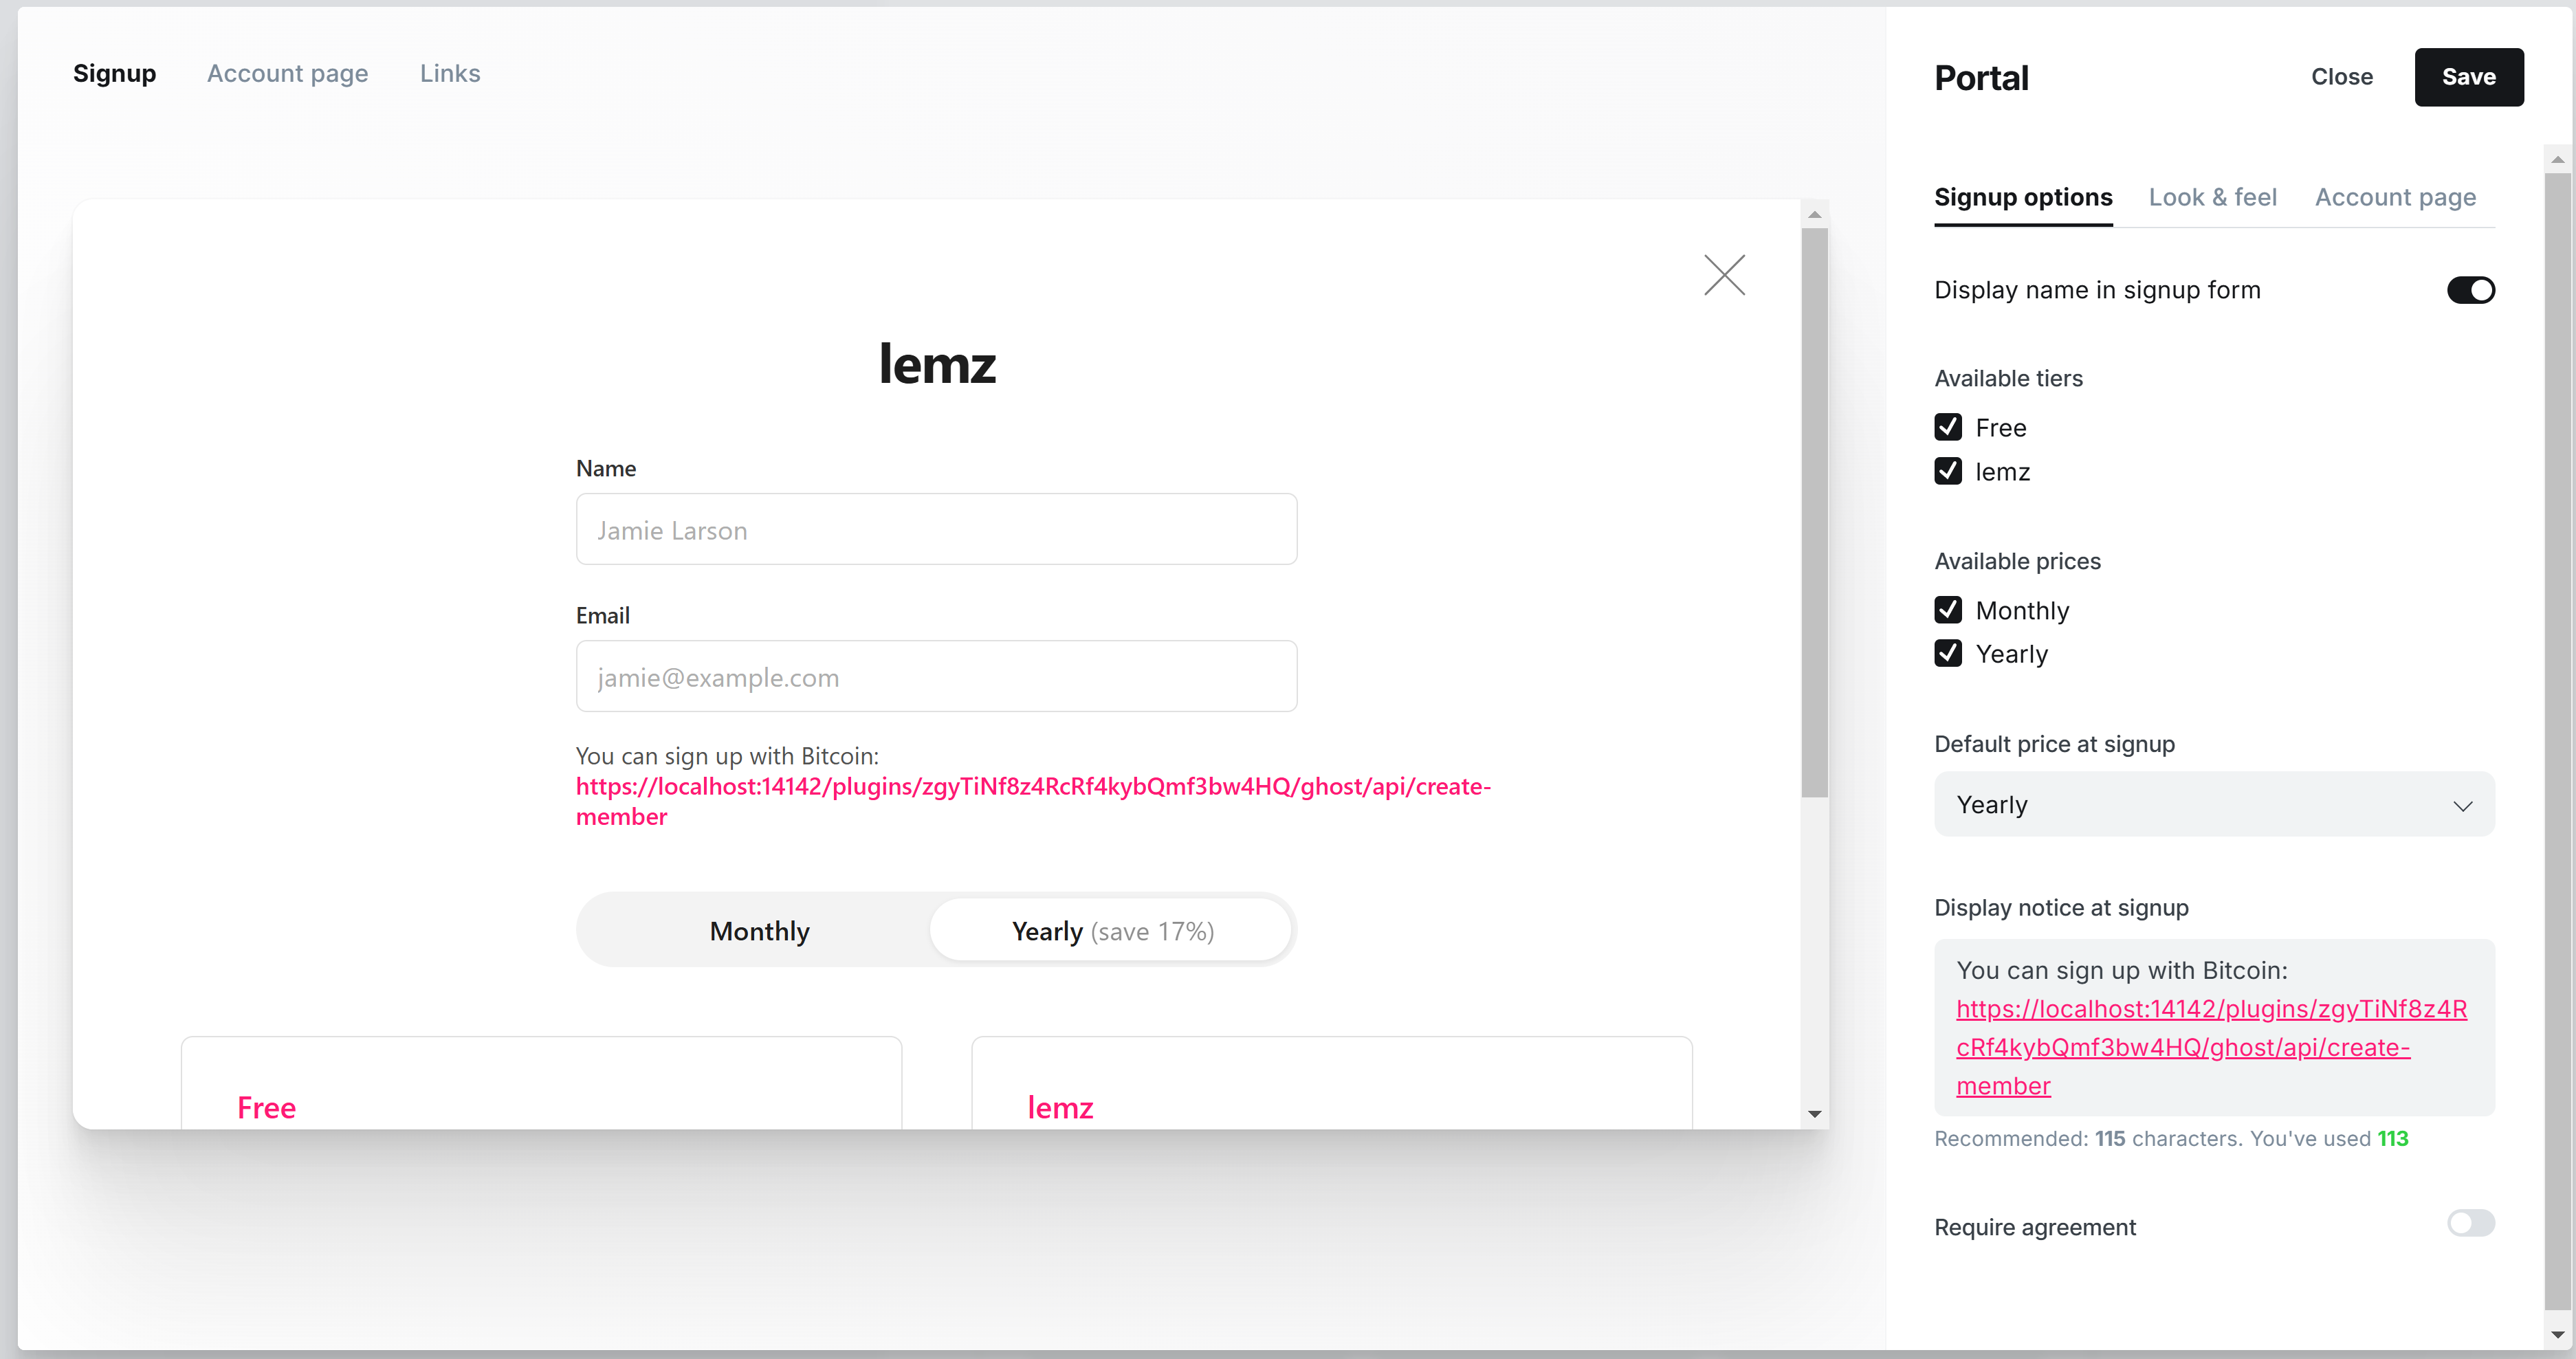 Signup Account page Links
lemz
Name
Jamie Larson
Email
jamie@example.com
You can sign up with Bitcoin:
https://localhost:14142/plugins/zgyTiNf8z4RcRf4kybQmf3bw4HQ/ghost/api/create-
member
Monthly Yearly (save 17%)
Free lemz
Portal Close Save
Signup options Look & feel Account page
Display name in signup form
Available tiers
Free
lemz
Available prices
Monthly
Yearly
Default price at signup
Yearly
Display notice at signup
You can sign up with Bitcoin:
https://localhost:14142/plugins/zgyTiNf8z4R
cRf4kybQmf3bw4HQ/ghost/api/create-
member
Recommended: 115 characters. You've used 113
Require agreement